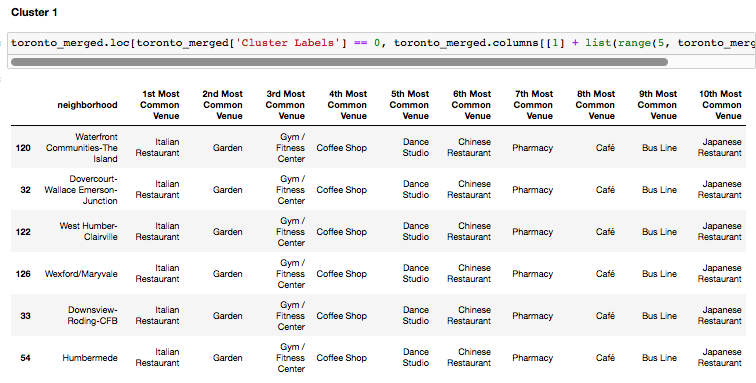 Cluster 1
toronto_merged.loc[toronto_merged['Cluster Labels'] == 0, toronto_merged.columns[[1] + list(range(5, toronto_merg
neighborhood 1st Most Common Venue 2nd Most Common Venue 3rd Most Common Venue 4th Most Common Venue 5th Most Common Venue 6th Most Common Venue 7th Most Common Venue 8th Most Common Venue 9th Most Common Venue 10th Most Common Venue
120 Waterfront Communities-The Island Italian Restaurant Garden Gym / Fitness Center Coffee Shop Dance Studio Chinese Restaurant Pharmacy Café Bus Line Japanese Restaurant
32 Dovercourt-Wallace Emerson-Junction Italian Restaurant Garden Gym / Fitness Center Coffee Shop Dance Studio Chinese Restaurant Pharmacy Café Bus Line Japanese Restaurant
122 West Humber-Clairville Italian Restaurant Garden Gym / Fitness Center Coffee Shop Dance Studio Chinese Restaurant Pharmacy Café Bus Line Japanese Restaurant
126 Wexford/Maryvale Italian Restaurant Garden Gym / Fitness Center Coffee Shop Dance Studio Chinese Restaurant Pharmacy Café Bus Line Japanese Restaurant
33 Downsview-Roding-CFB Italian Restaurant Garden Gym / Fitness Center Coffee Shop Dance Studio Chinese Restaurant Pharmacy Café Bus Line Japanese Restaurant
54 Humbermede Italian Restaurant Garden Gym / Fitness Center Coffee Shop Dance Studio Chinese Restaurant Pharmacy Café Bus Line Japanese Restaurant